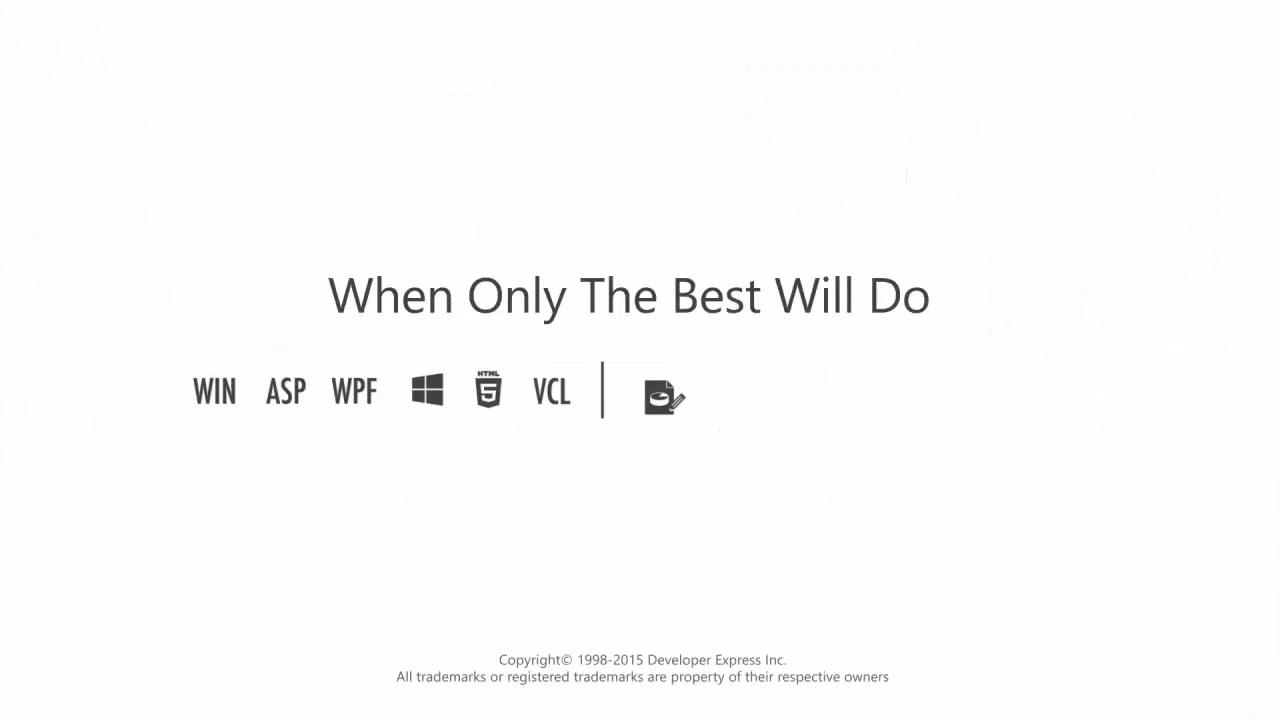 When Only The Best Will Do
WIN ASP WPF HTML 5 VCL
Copyright© 1998-2015 Developer Express Inc.
All trademarks or registered trademarks are property of their respective owners